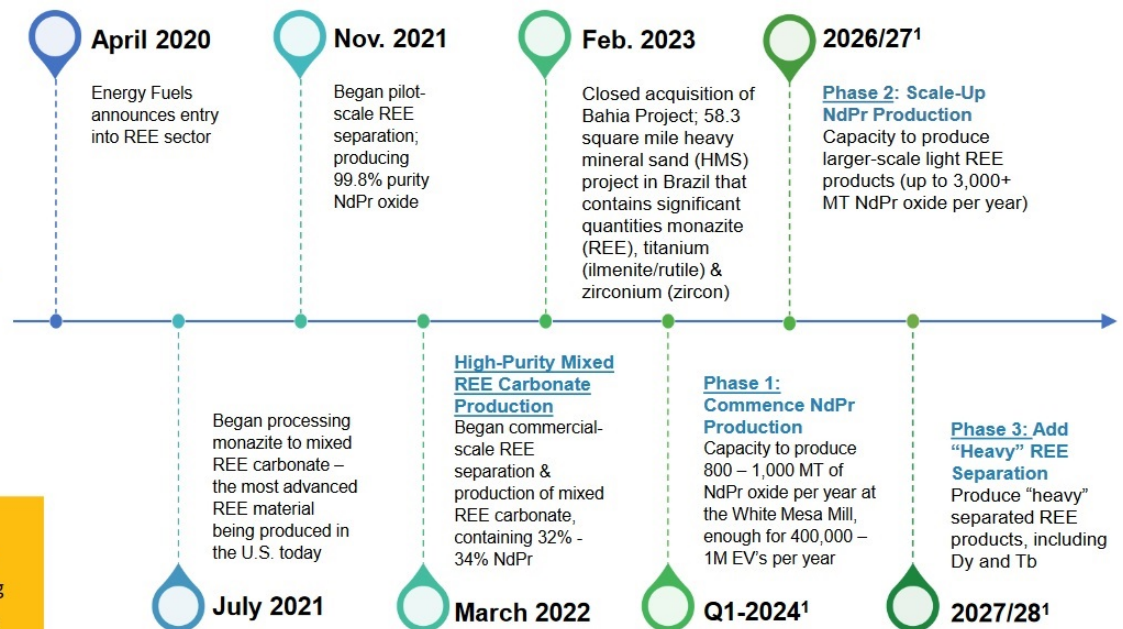 April 2020
Energy Fuels
announces entry
into REE sector
Nov. 2021
Began pilot-
scale REE
separation;
producing
99.8% purity
NdPr oxide
Feb. 2023
Closed acquisition of
Bahia Project; 58.3
square mile heavy
mineral sand (HMS)
project in Brazil that
contains significant
quantities monazite
(REE), titanium
(ilmenite/rutile) &
zirconium (zircon)
2026/27¹
Phase 2: Scale-Up
NdPr Production
Capacity to produce
larger-scale light REE
products (up to 3,000+
MT NdPr oxide per year)
Began processing
monazite to mixed
REE carbonate –
the most advanced
REE material
being produced in
the U.S. today
July 2021
High-Purity Mixed
REE Carbonate
Production
Began commercial-
scale REE
separation &
production of mixed
REE carbonate,
containing 32% -
34% NdPr
March 2022
Phase 1:
Commence NdPr
Production
Capacity to produce
800 – 1,000 MT of
NdPr oxide per year at
the White Mesa Mill,
enough for 400,000 –
1M EV's per year
Q1-2024¹
Phase 3: Add
“Heavy” REE
Separation
Produce “heavy”
separated REE
products, including
Dy and Tb
2027/28¹